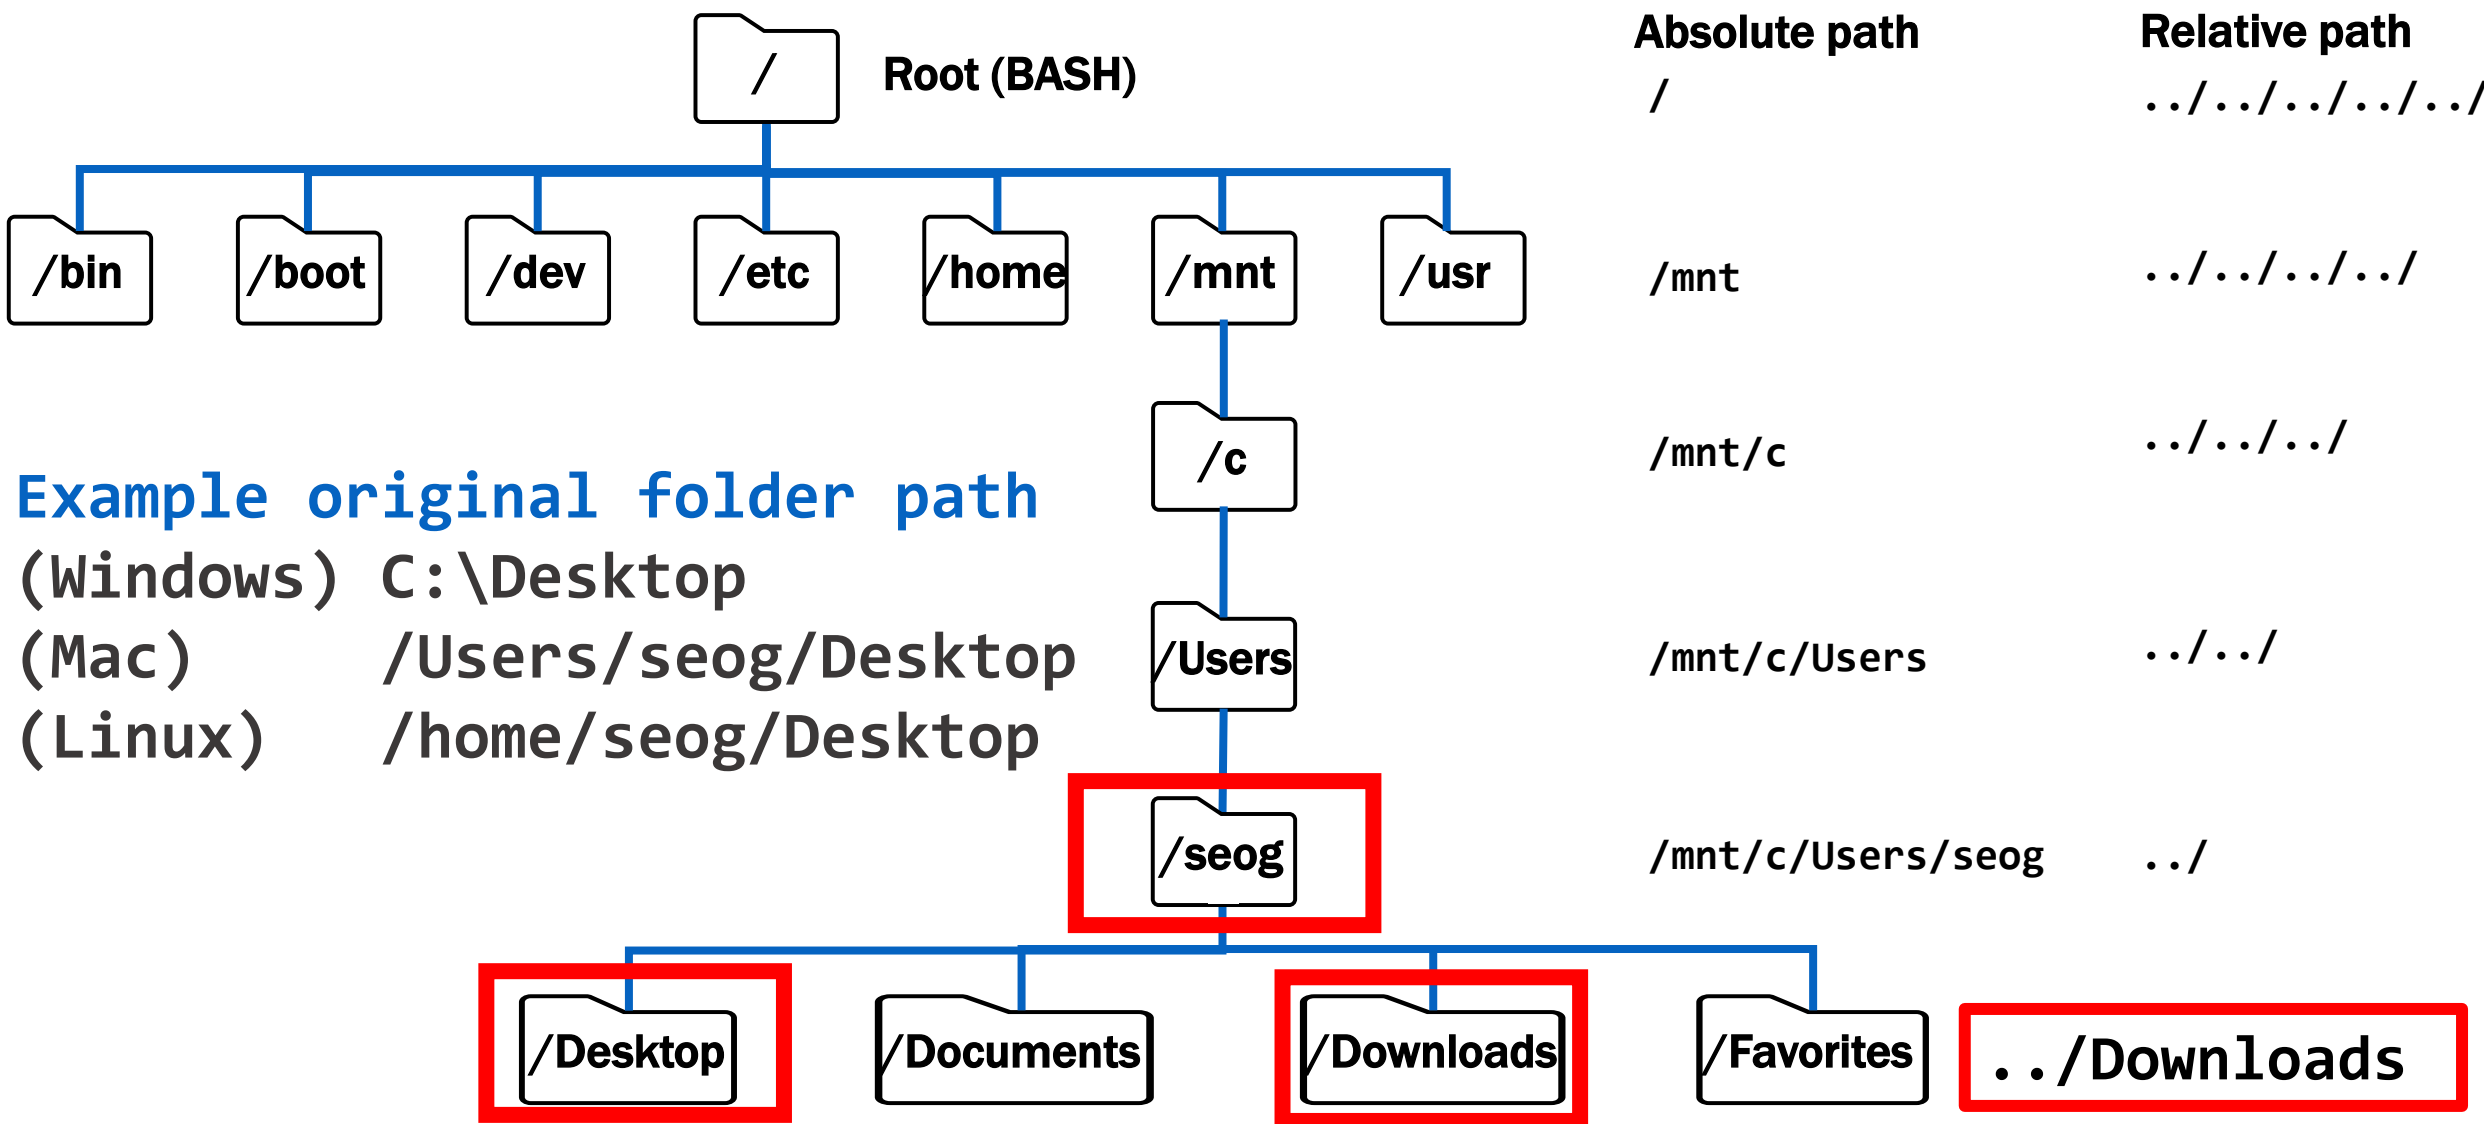 /
Root (BASH)
Absolute path
Relative path
/
../../../../../
/bin
/boot
/dev
/etc
/home
/mnt
/usr
/mnt
../../../../
/c
/mnt/c
../../../
Example original folder path
(Windows) C:\Desktop
(Mac) /Users/seog/Desktop
(Linux) /home/seog/Desktop
/Users
/mnt/c/Users
../../
/seog
/mnt/c/Users/seog
../
/Desktop
/Documents
/Downloads
/Favorites
../Downloads